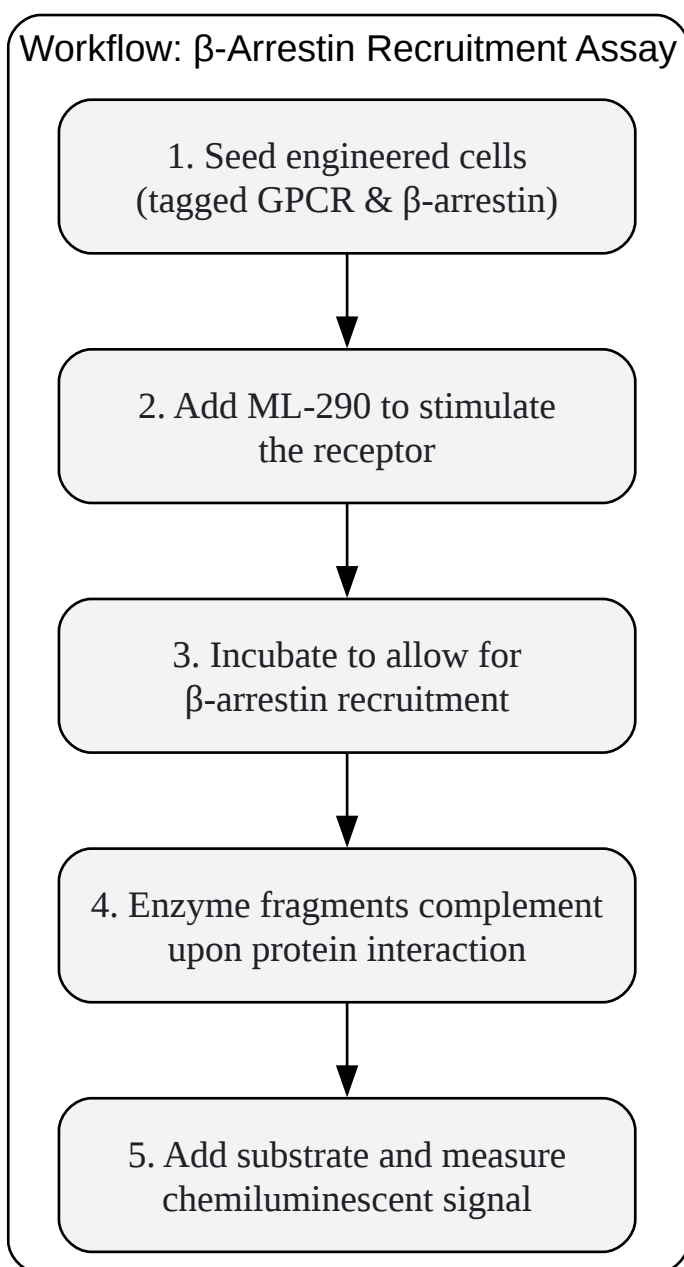 Workflow: β-Arrestin Recruitment Assay
1. Seed engineered cells
(tagged GPCR & β-arrestin)
2. Add ML-290 to stimulate
the receptor
3. Incubate to allow for
β-arrestin recruitment
4. Enzyme fragments complement
upon protein interaction
5. Add substrate and measure
chemiluminescent signal